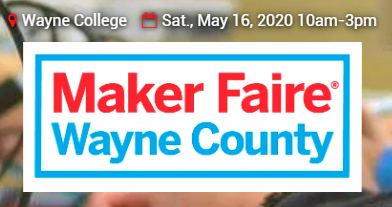 Wayne College Sat., May 16, 2020 10am-3pm
Maker Faire®
Wayne County